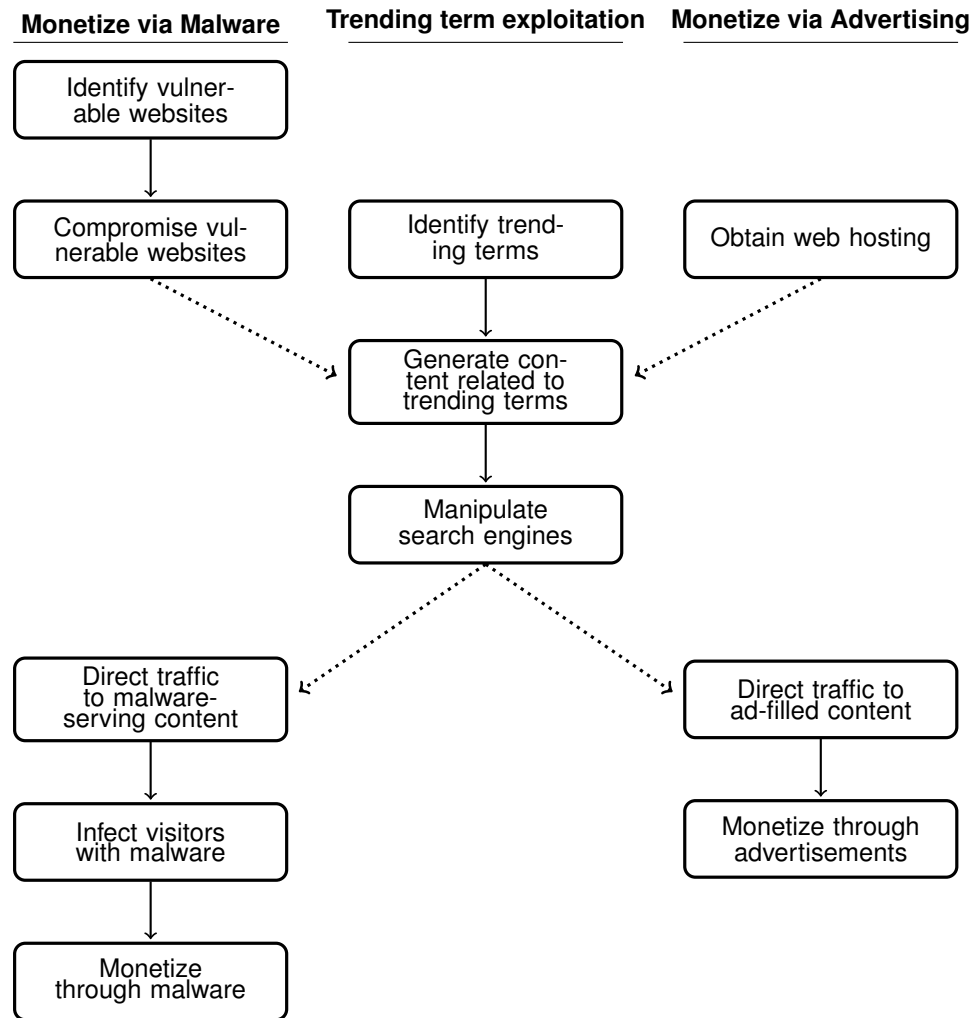 Monetize via Malware
Trending term exploitation
Monetize via Advertising
Identify vulner-
able websites
Compromise vul-
nerable websites
Identify trend-
ing terms
Obtain web hosting
Generate con-
tent related to
trending terms
Manipulate
search engines
Direct traffic
to malware-
serving content
Direct traffic to
ad-filled content
Infect visitors
with malware
Monetize through
advertisements
Monetize
through malware